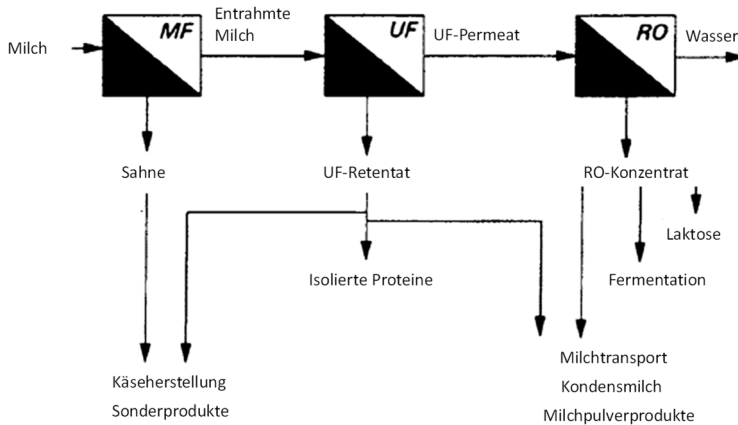 Milch
MF
Entrahmte
Milch
UF
UF-Permeat
RO
Wasser
Sahne
UF-Retentat
RO-Konzentrat
Laktose
Isolierte Proteine
Fermentation
Käseherstellung
Sonderprodukte
Milchtransport
Kondensmilch
Milchpulverprodukte